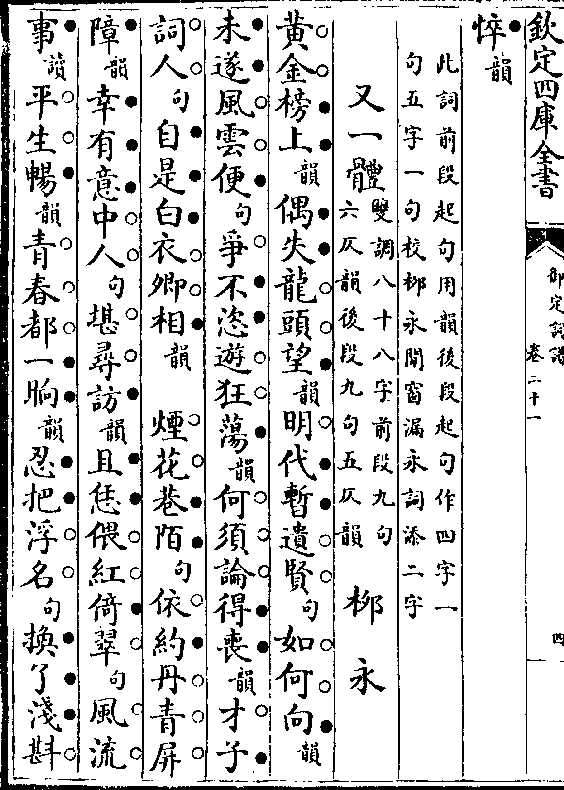 欽定四庫全書
御定詞譜
卷二十一
四
悴韻
此詞前段起句用韻後段起句作四字一
句五字一句校柳永閒窗漏永詞添二字
又一體雙調八十八字前段九句
六仄韻後段九句五仄韻
柳永
黄金榜上韻偶失龍頭望韻明代暫遺賢句如何向韻
未遂風雲便句爭不恣遊狂蕩韻何須論得喪韻才子
詞人句自是白衣卿相韻 煙花巷陌句依約丹青屏
障韻幸有意中人句堪尋訪韻且恁偎紅倚翠句風流
事讀平生暢韻青春都一晌韻忍把浮名句換了淺斟